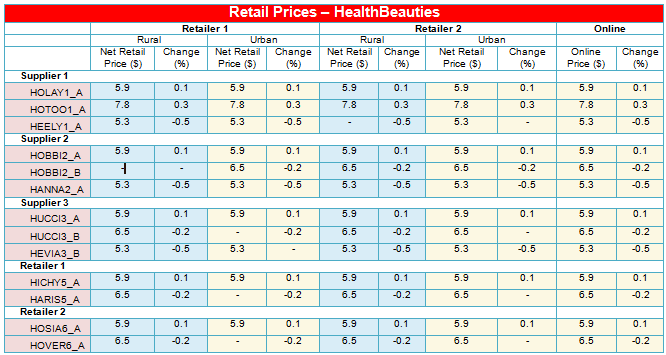 Retail Prices – HealthBeauties
Retailer 1 Retailer 2 Online
Rural Urban Rural Urban
Net Retail Change Net Retail Change Net Retail Change Net Retail Change Online Change
Price ($) (%) Price ($) (%) Price ($) (%) Price ($) (%) Price ($) (%)
Supplier 1
HOLAY1_A 5.9 0.1 5.9 0.1 5.9 0.1 5.9 0.1 5.9 0.1
HOTOO1_A 7.8 0.3 7.8 0.3 7.8 0.3 7.8 0.3 7.8 0.3
HEELY1_A 5.3 -0.5 5.3 -0.5 - -0.5 5.3 - 5.3 -0.5
Supplier 2
HOBBI2_A 5.9 0.1 5.9 0.1 5.9 0.1 5.9 0.1 5.9 0.1
HOBBI2_B - - 6.5 -0.2 6.5 -0.2 6.5 -0.2 6.5 -0.2
HANNA2_A 5.3 -0.5 5.3 -0.5 5.3 -0.5 5.3 -0.5 5.3 -0.5
Supplier 3
HUCCI3_A 5.9 0.1 5.9 0.1 5.9 0.1 5.9 0.1 5.9 0.1
HUCCI3_B 6.5 -0.2 - -0.2 6.5 -0.2 6.5 -0.2 6.5 -0.2
HEVIA3_B 5.3 -0.5 5.3 - 5.3 -0.5 5.3 -0.5 5.3 -0.5
Retailer 1
HICHY5_A 5.9 0.1 5.9 0.1 5.9 0.1 5.9 0.1 5.9 0.1
HARIS5_A 6.5 -0.2 - -0.2 6.5 -0.2 6.5 -0.2 6.5 -0.2
Retailer 2
HOSIA6_A 5.9 0.1 5.9 0.1 5.9 0.1 5.9 0.1 5.9 0.1
HOVER6_A 6.5 -0.2 - -0.2 6.5 -0.2 6.5 -0.2 6.5 -0.2